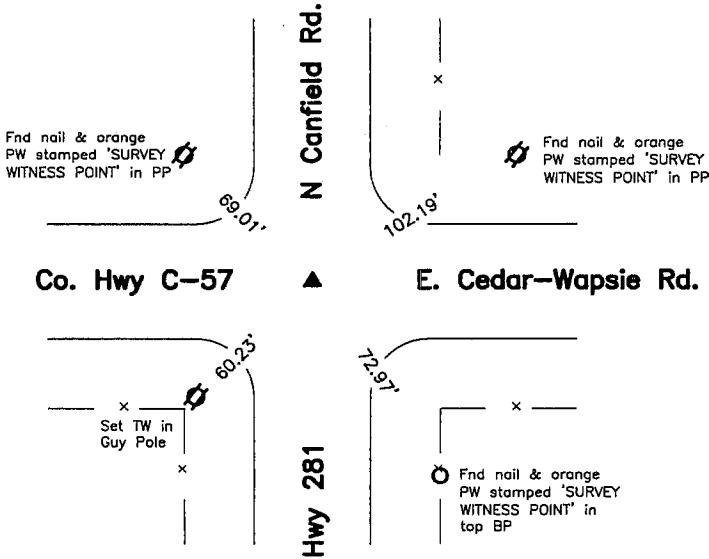 N Canfield Rd.
Fnd nail & orange
PW stamped 'SURVEY
WITNESS POINT' in PP
Fnd nail & orange
PW stamped 'SURVEY
WITNESS POINT' in PP
69.01'
102.19'
Co. Hwy C-57
E. Cedar-Wapsie Rd.
60.23'
72.97'
Set TW in
Guy Pole
Hwy 281
Fnd nail & orange
PW stamped 'SURVEY
WITNESS POINT' in
top BP